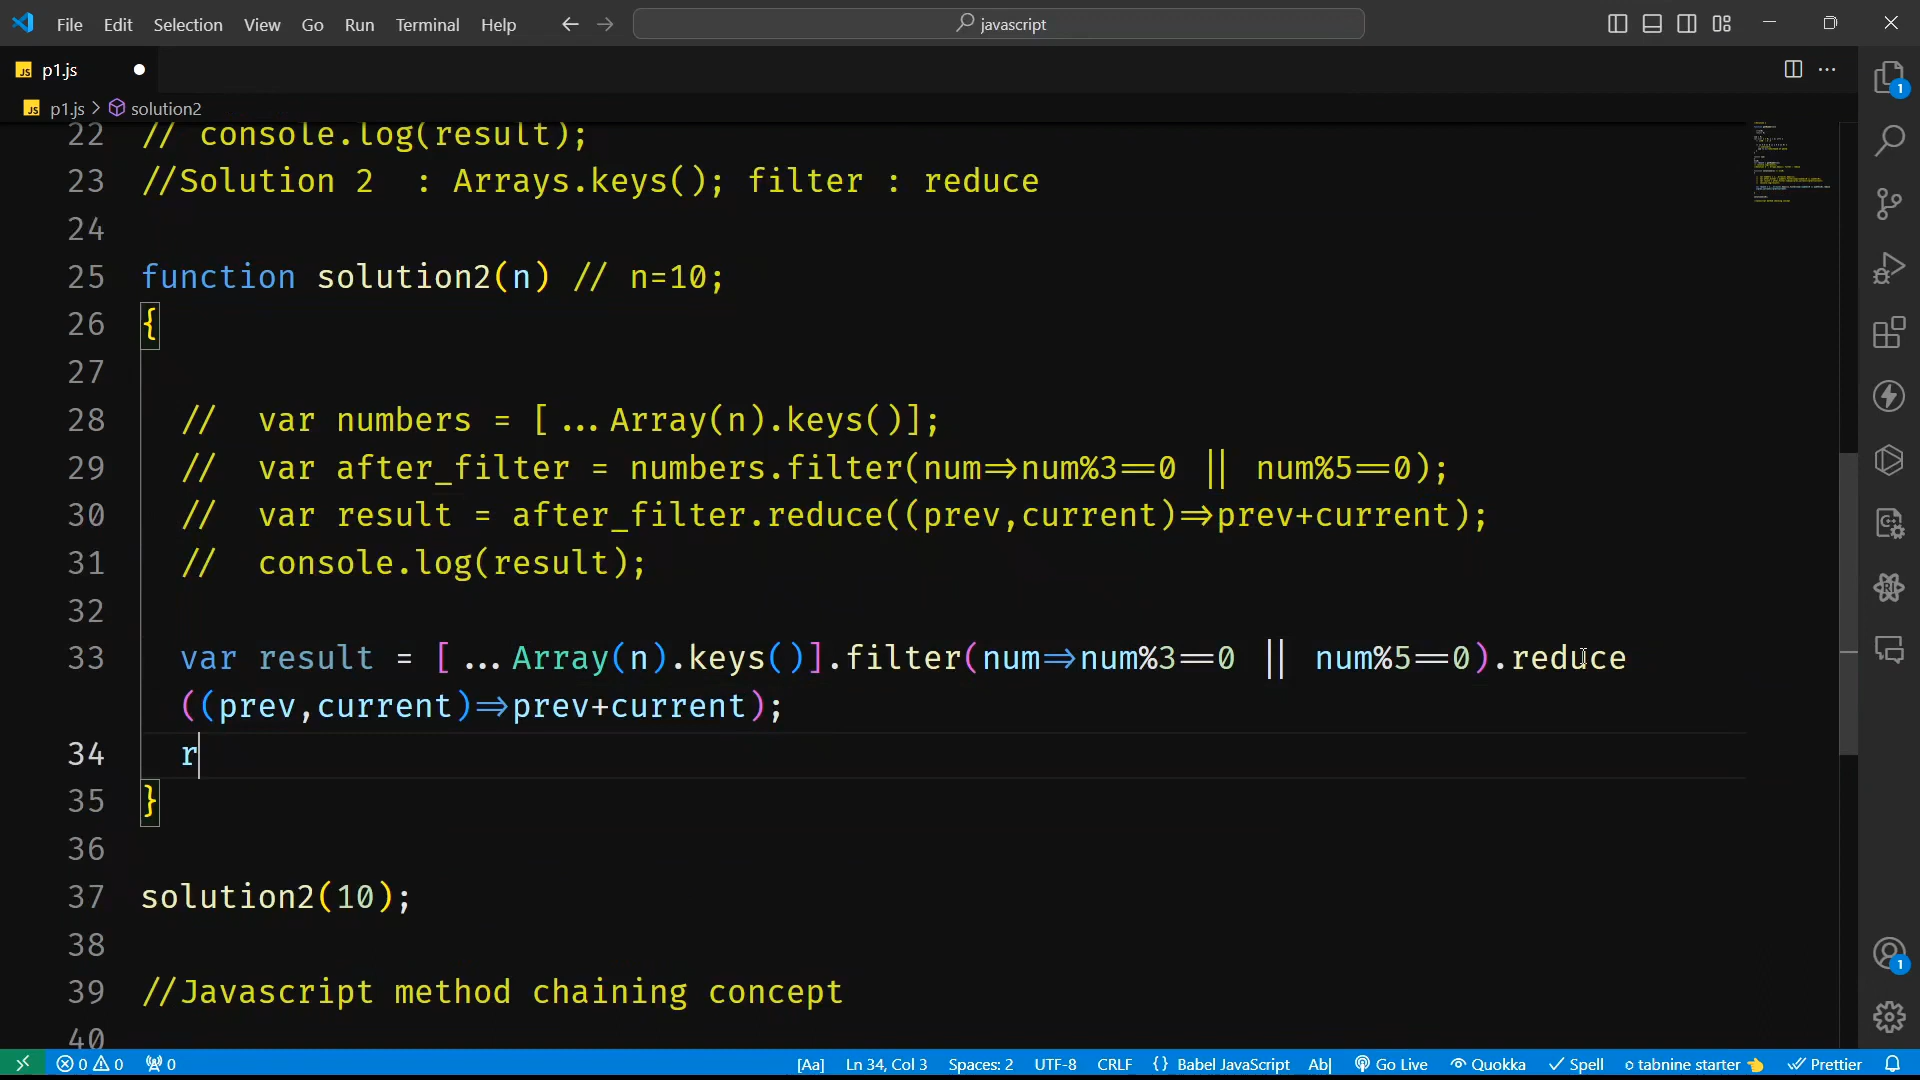 File Edit Selection View Go Run Terminal Help javascript
JS p1.js
JS p1.js > solution2
22 // console.log(result);
23 //Solution 2  : Arrays.keys(); filter : reduce
24
25 function solution2(n) // n=10;
26 {
27
28 //  var numbers = [...Array(n).keys()];
29 //  var after_filter = numbers.filter(num=>num%3==0 || num%5==0);
30 //  var result = after_filter.reduce((prev,current)=>prev+current);
31 //  console.log(result);
32
33 var result = [...Array(n).keys()].filter(num=>num%3==0 || num%5==0).reduce
((prev,current)=>prev+current);
34 r
35 }
36
37 solution2(10);
38
39 //Javascript method chaining concept
40
1
1
0 0 0 [Aa] Ln 34, Col 3 Spaces: 2 UTF-8 CRLF {} Babel JavaScript Ab| Go Live Quokka Spell tabnine starter 👈 Prettier